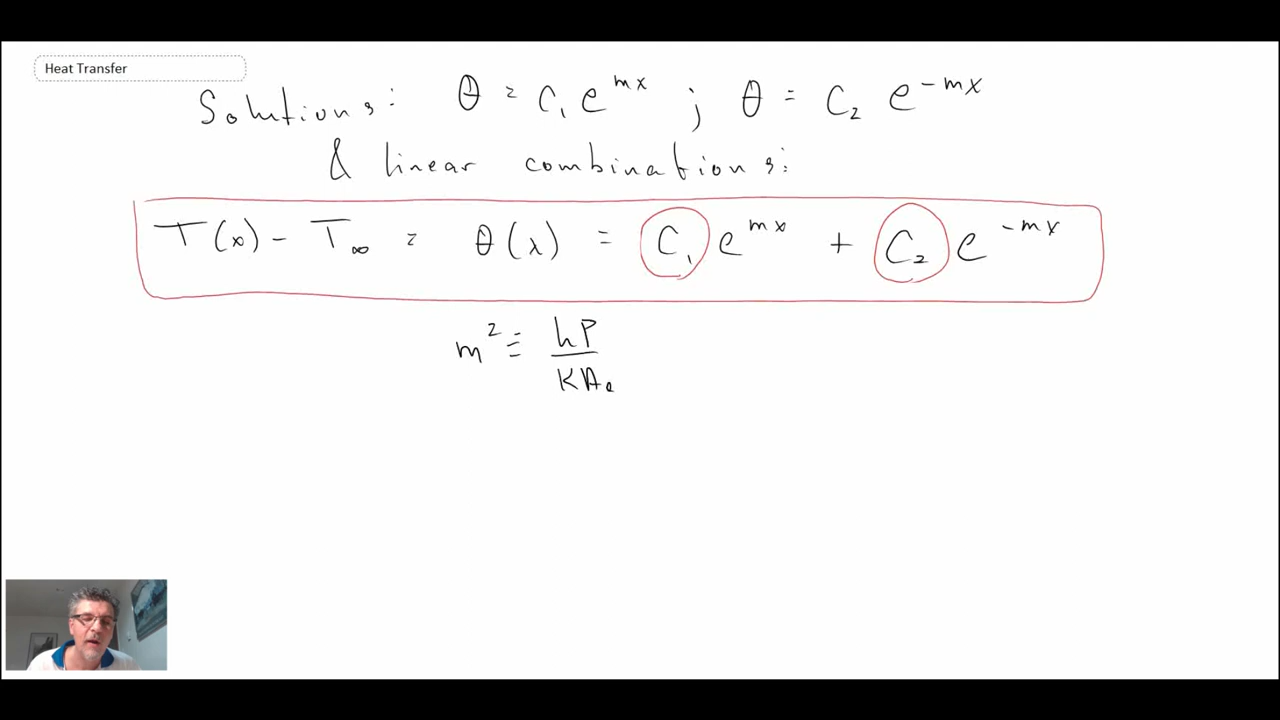 Heat Transfer
Solutions: θ = C₁ e^mx ; θ = C₂ e^-mx
& linear combinations:
T(x) - T∞ = θ(x) = C₁ e^mx + C₂ e^-mx
m² ≡ hP
KAc